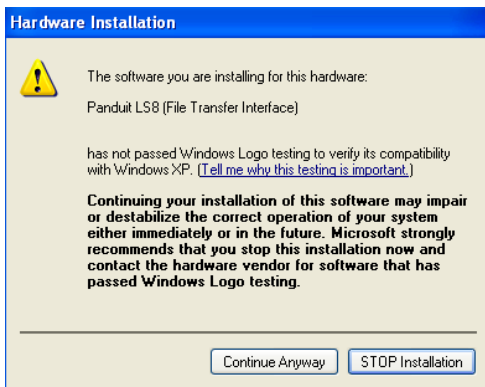 Hardware Installation
The software you are installing for this hardware:
Panduit LS8 (File Transfer Interface)
has not passed Windows Logo testing to verify its compatibility
with Windows XP. (Tell me why this testing is important.)
Continuing your installation of this software may impair
or destabilize the correct operation of your system
either immediately or in the future. Microsoft strongly
recommends that you stop this installation now and
contact the hardware vendor for software that has
passed Windows Logo testing.
Continue Anyway
STOP Installation